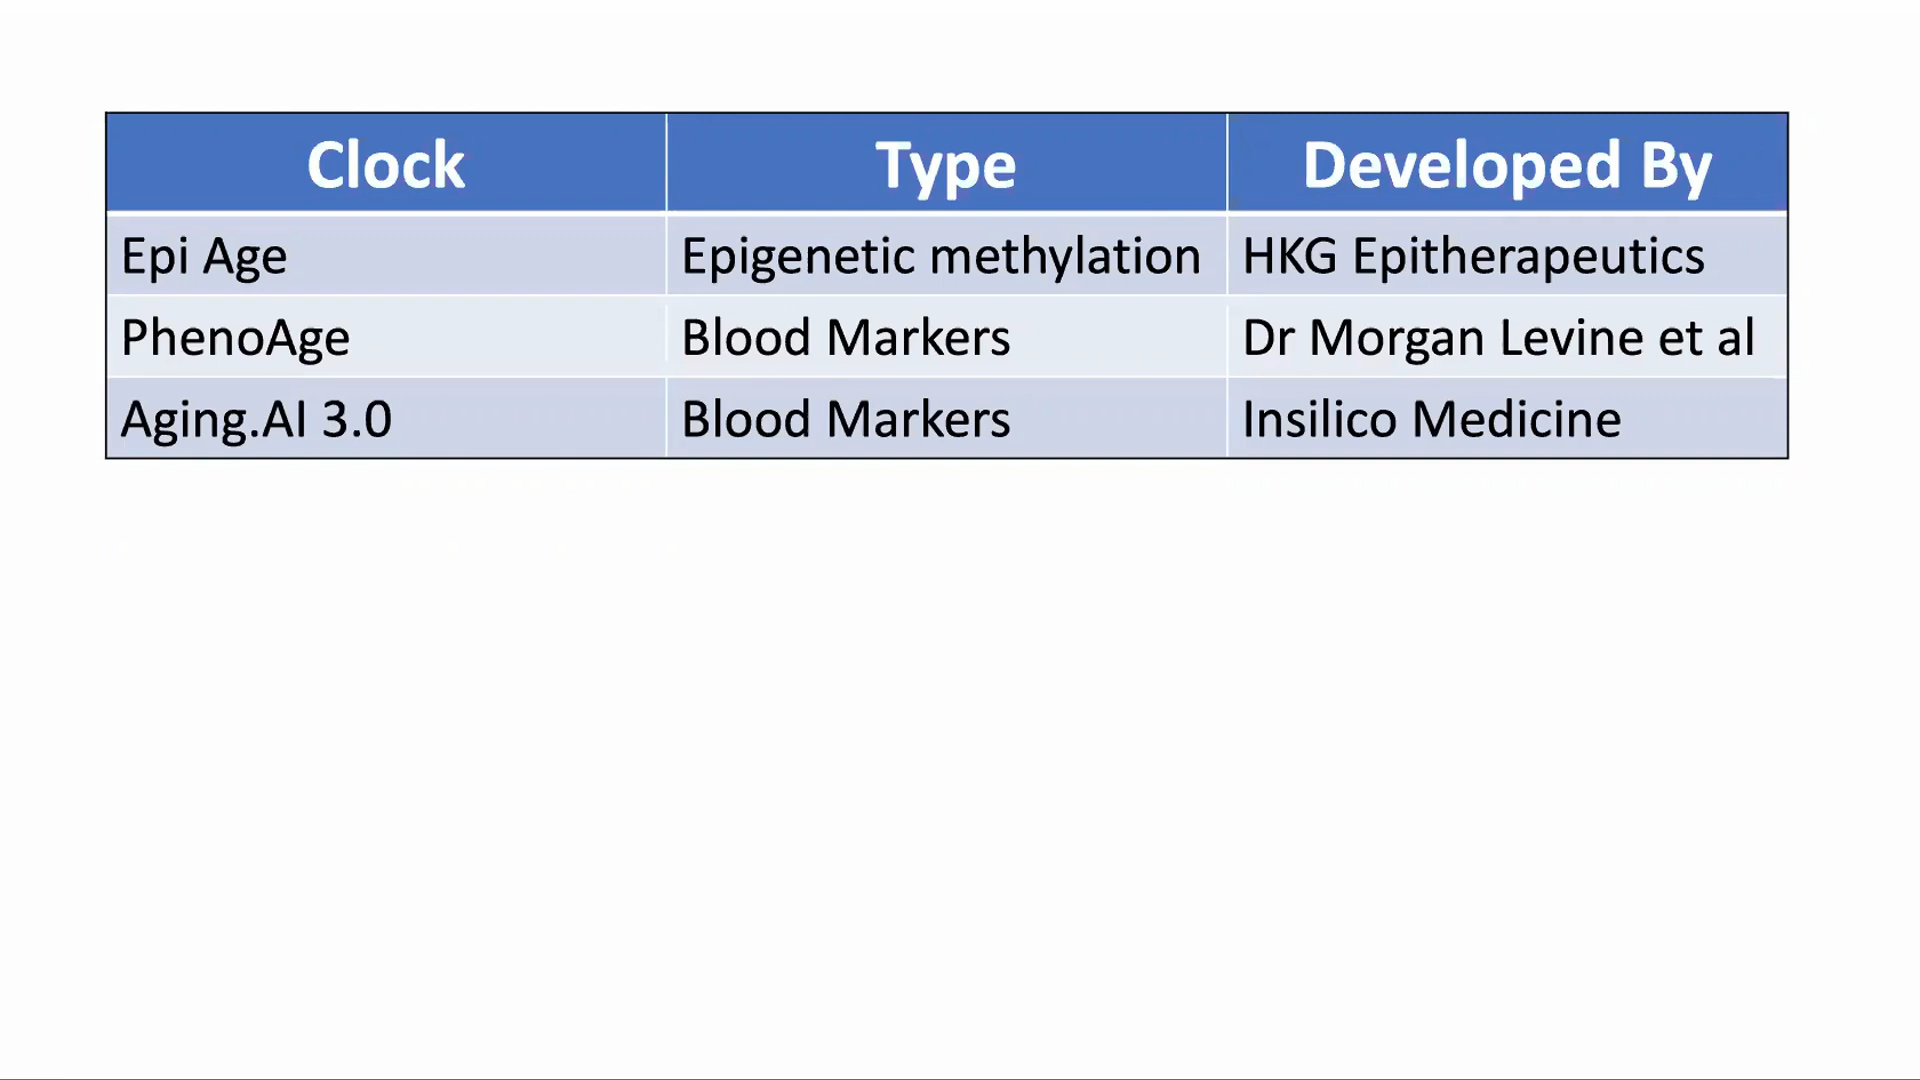 Clock Type Developed By
Epi Age Epigenetic methylation HKG Epitherapeutics
PhenoAge Blood Markers Dr Morgan Levine et al
Aging.AI 3.0 Blood Markers Insilico Medicine